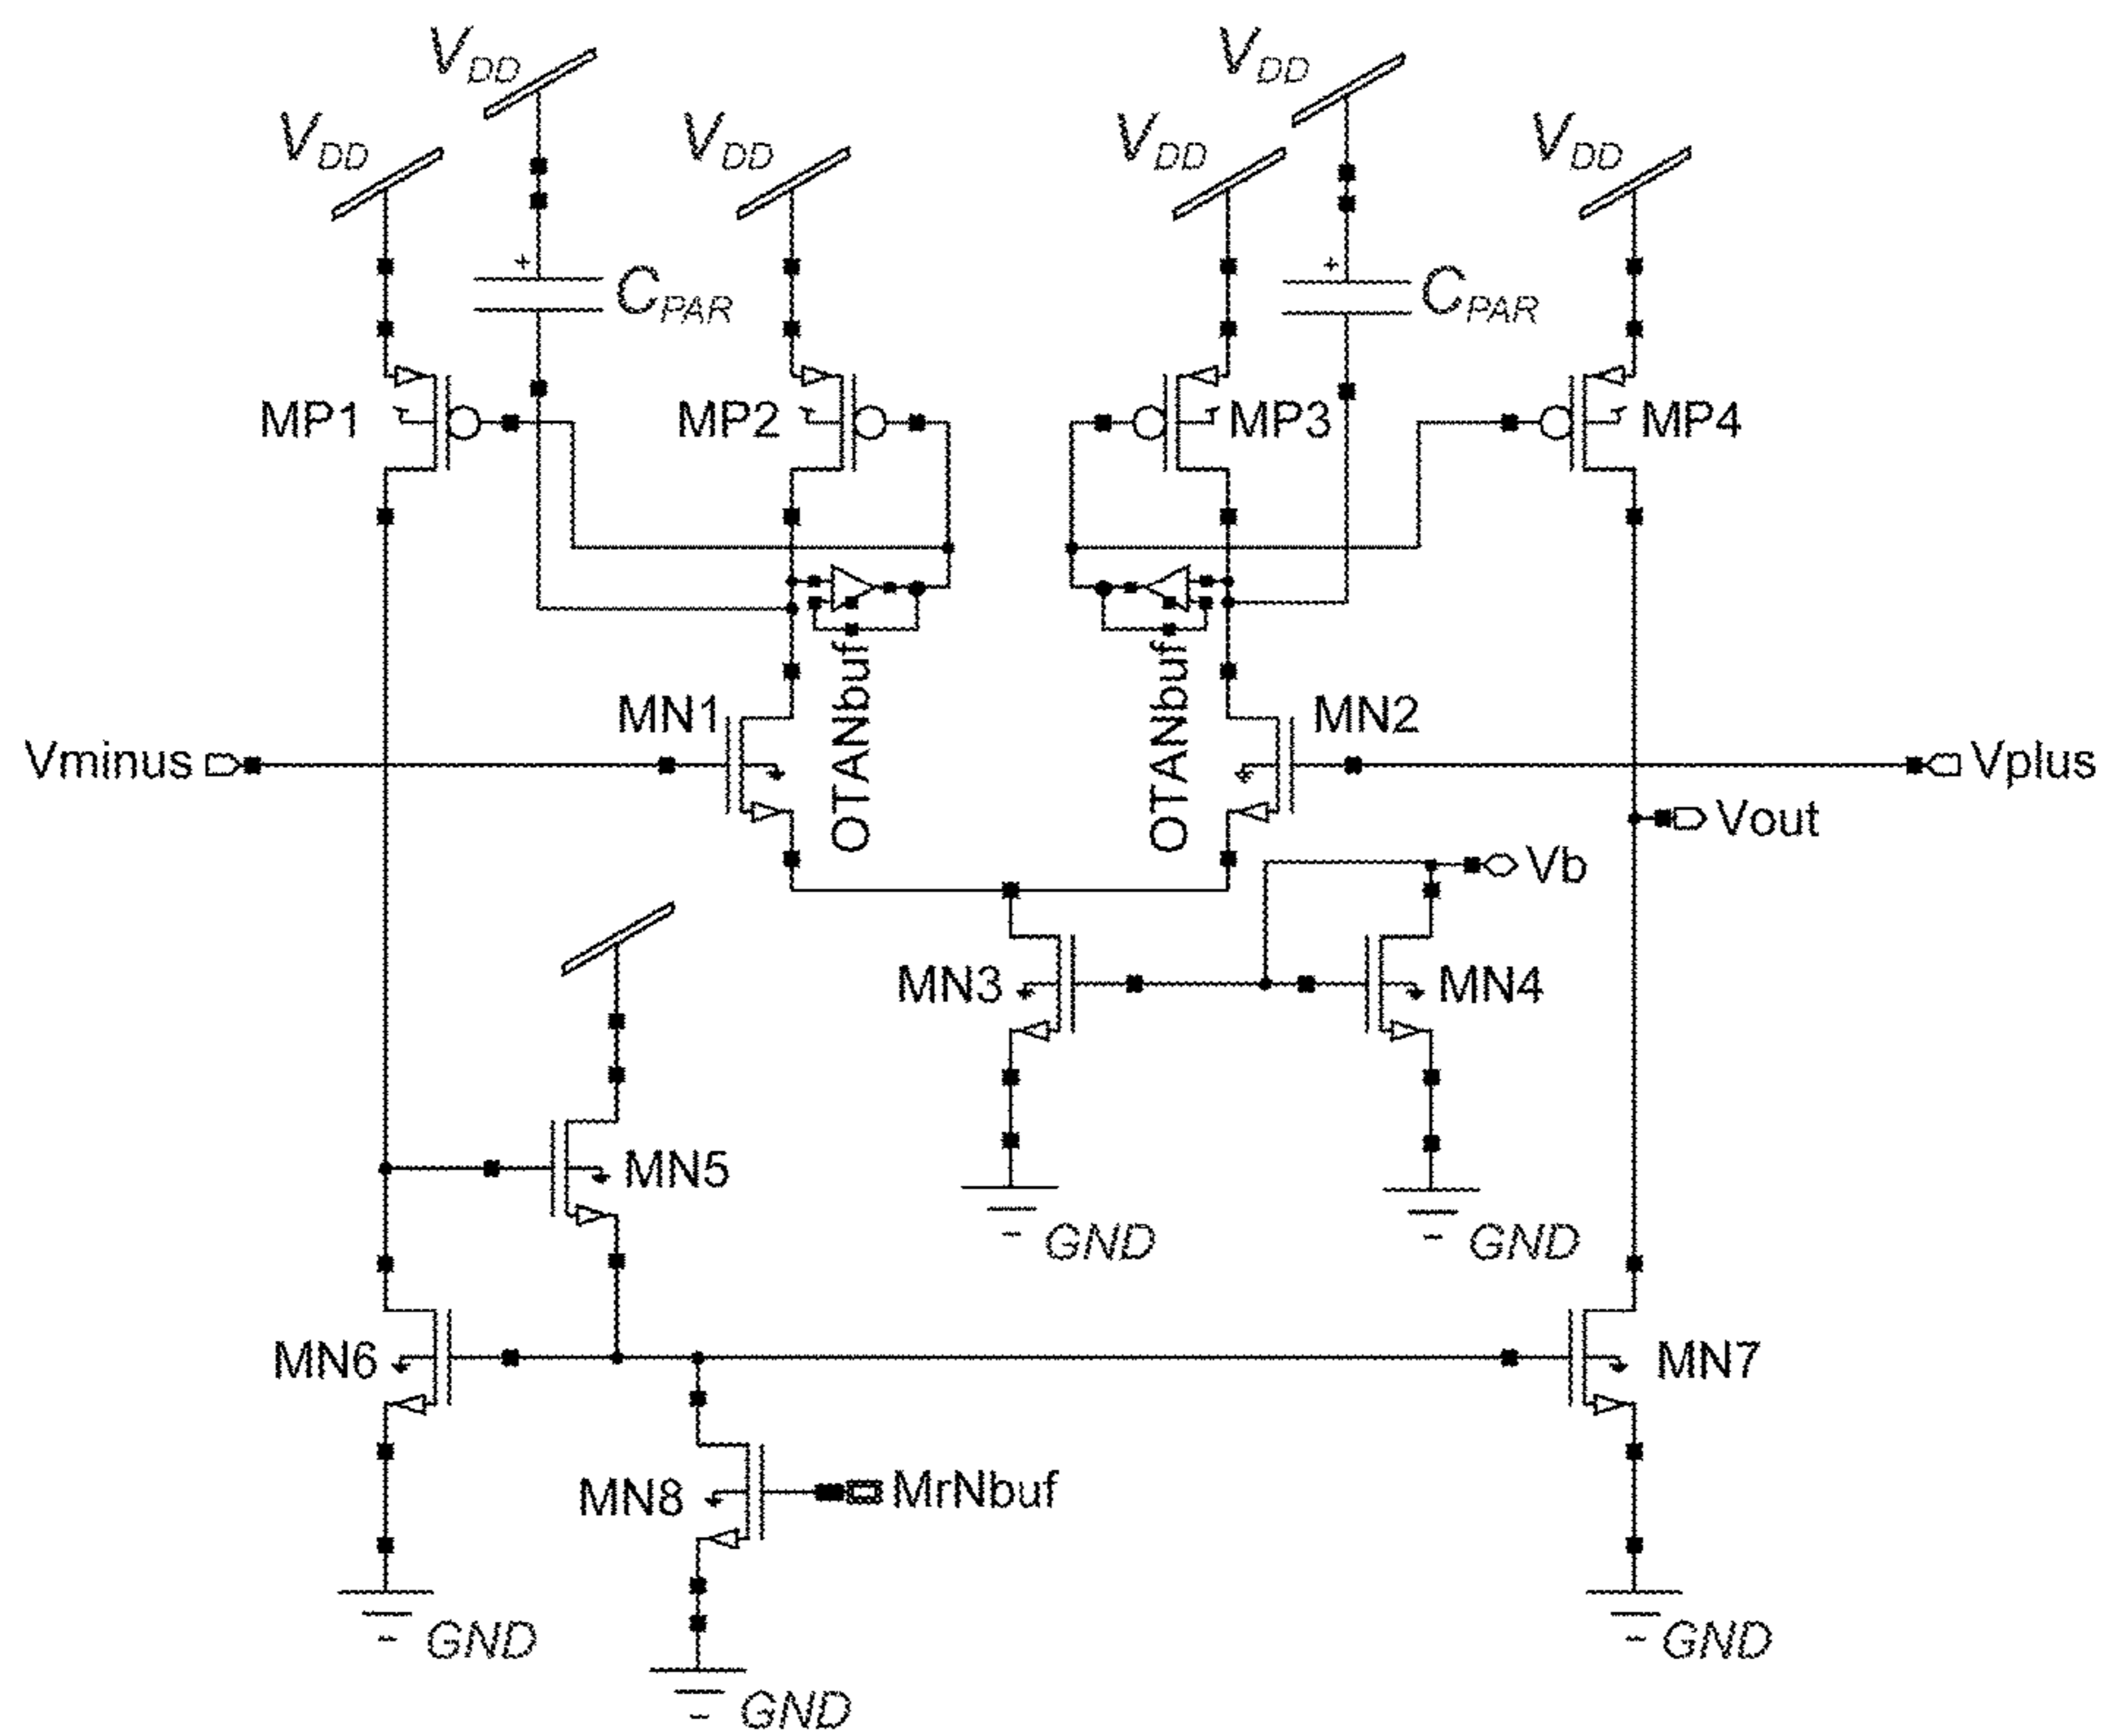 VDD
VDD
VDD
VDD
VDD
VDD
+
CPAR
+
CPAR
MP1
MP2
MP3
MP4
MN1
OTANbuf
OTANbuf
MN2
Vminus
Vplus
Vout
Vb
MN3
MN4
MN5
GND
GND
MN6
MN7
MN8
MrNbuf
GND
GND
GND